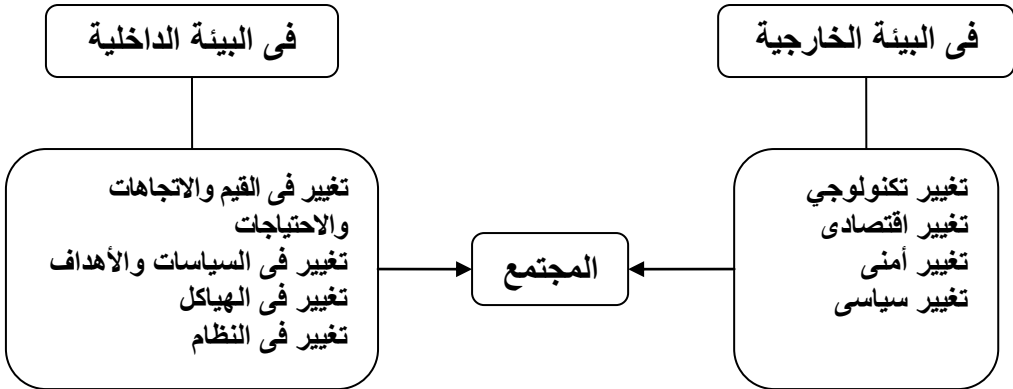 فى البيئة الخارجية
فى البيئة الداخلية
تغيير تكنولوجي
تغيير اقتصادى
تغيير أمنى
تغيير سياسى
المجتمع
تغيير فى القيم والاتجاهات
والاحتياجات
تغيير فى السياسات والأهداف
تغيير فى الهياكل
تغيير فى النظام